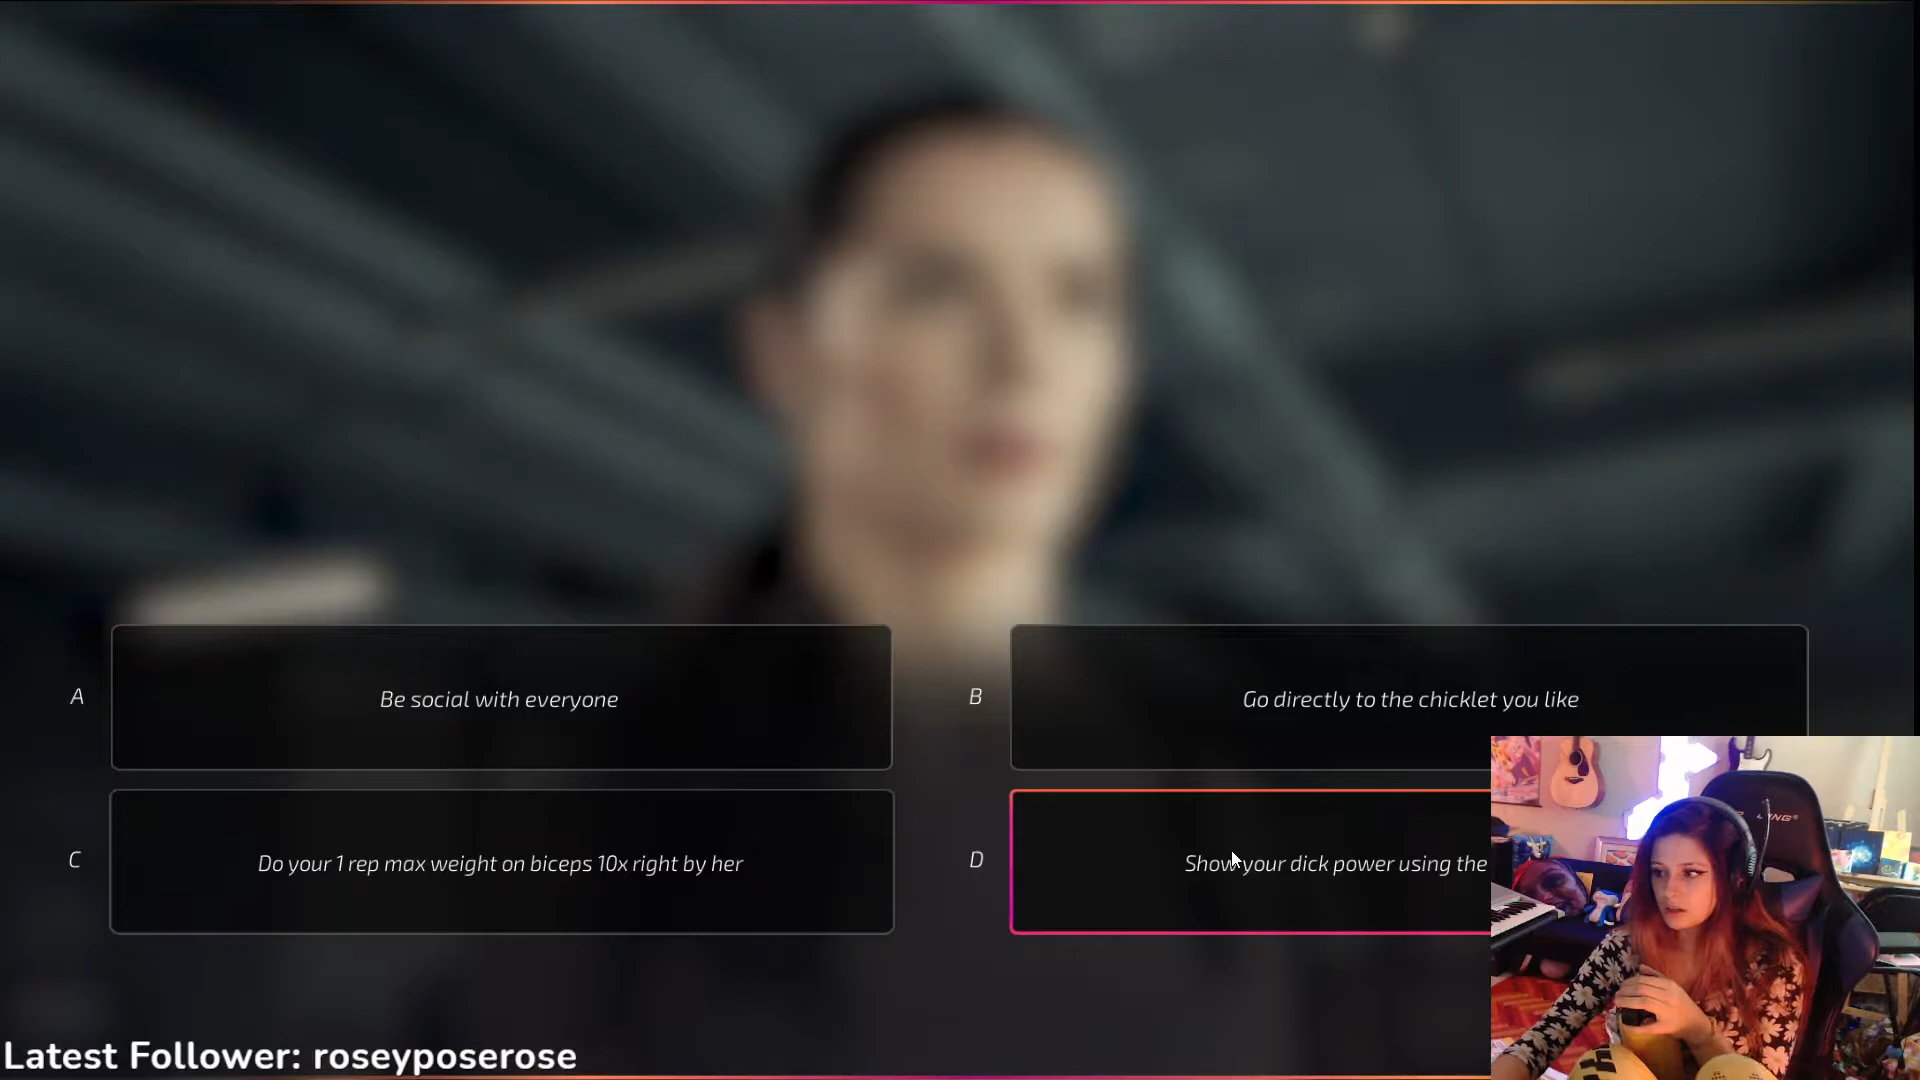 A
Be social with everyone
B
Go directly to the chicklet you like
C
Do your 1 rep max weight on biceps 10x right by her
D
Show your dick power using the
Latest Follower: roseyposerose